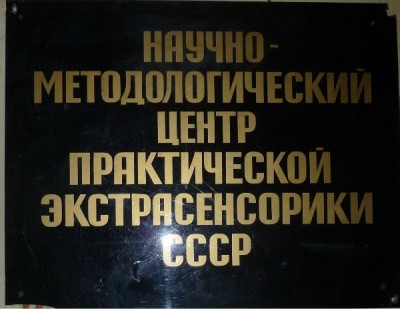 НАУЧНО-
МЕТОДОЛОГИЧЕСКИЙ
ЦЕНТР
ПРАКТИЧЕСКОЙ
ЭКСТРАСЕНСОРИКИ
СССР